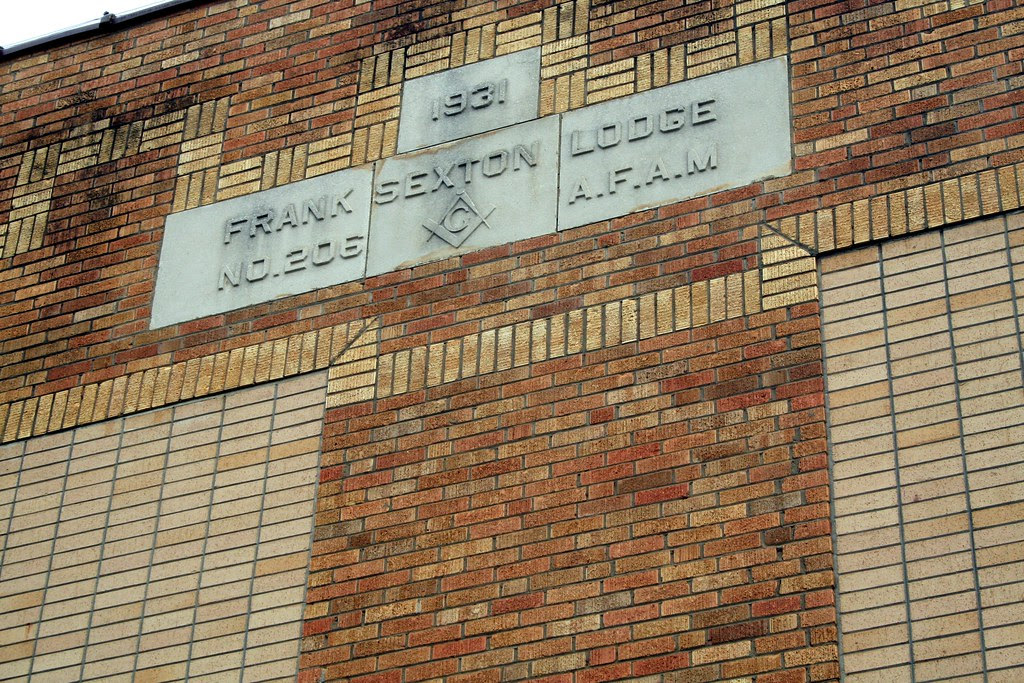 1931
FRANK SEXTON LODGE
NO.206 A.F.A.M
G